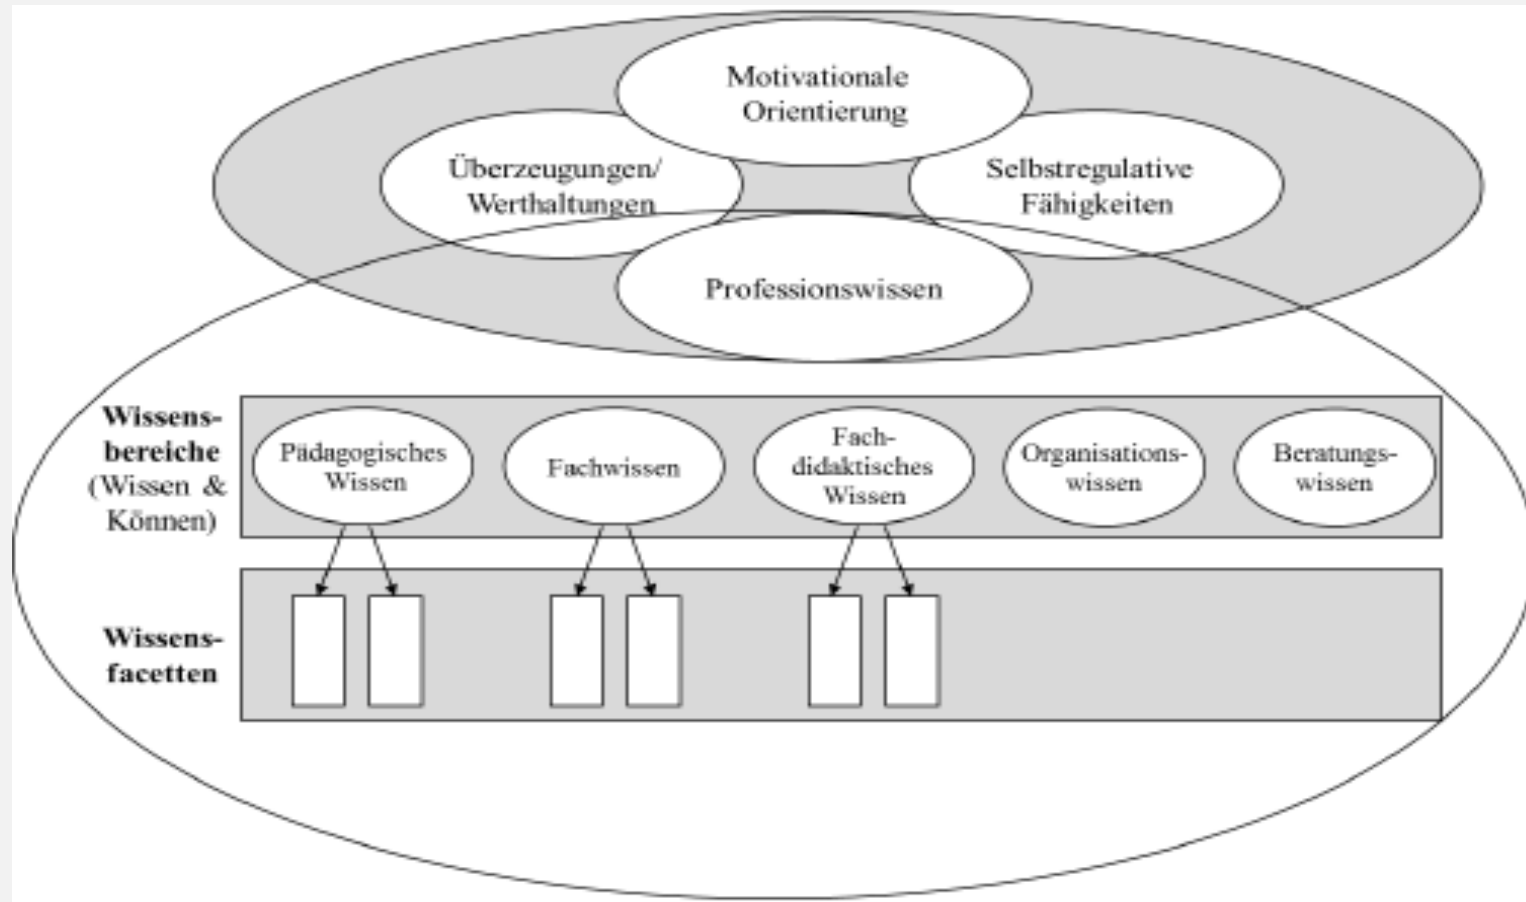 Motivationale
Orientierung
Überzeugungen/
Werthaltungen
Selbstregulative
Fähigkeiten
Professionswissen
Wissens-
bereiche
(Wissen &
Können)
Pädagogisches
Wissen
Fachwissen
Fach-
didaktisches
Wissen
Organisations-
wissen
Beratungs-
wissen
Wissens-
facetten